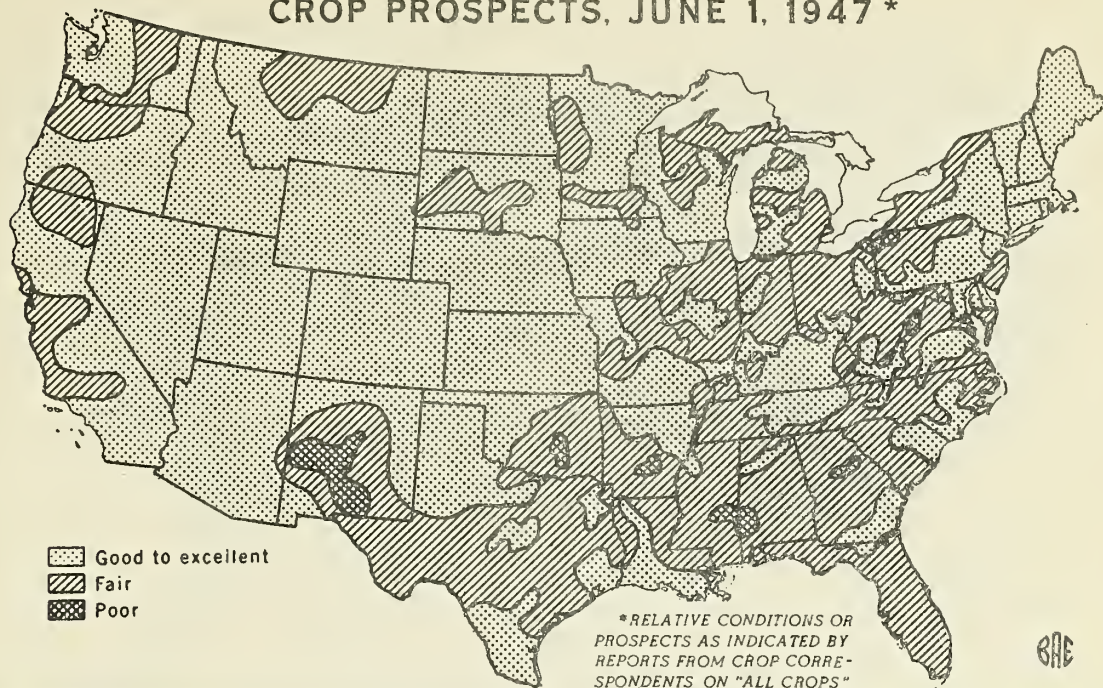 CROP PROSPECTS, JUNE 1, 1947 *
Good to excellent
Fair
Poor
*RELATIVE CONDITIONS OR
PROSPECTS AS INDICATED BY
REPORTS FROM CROP CORRE-
SPONDENTS ON "ALL CROPS"
BAE